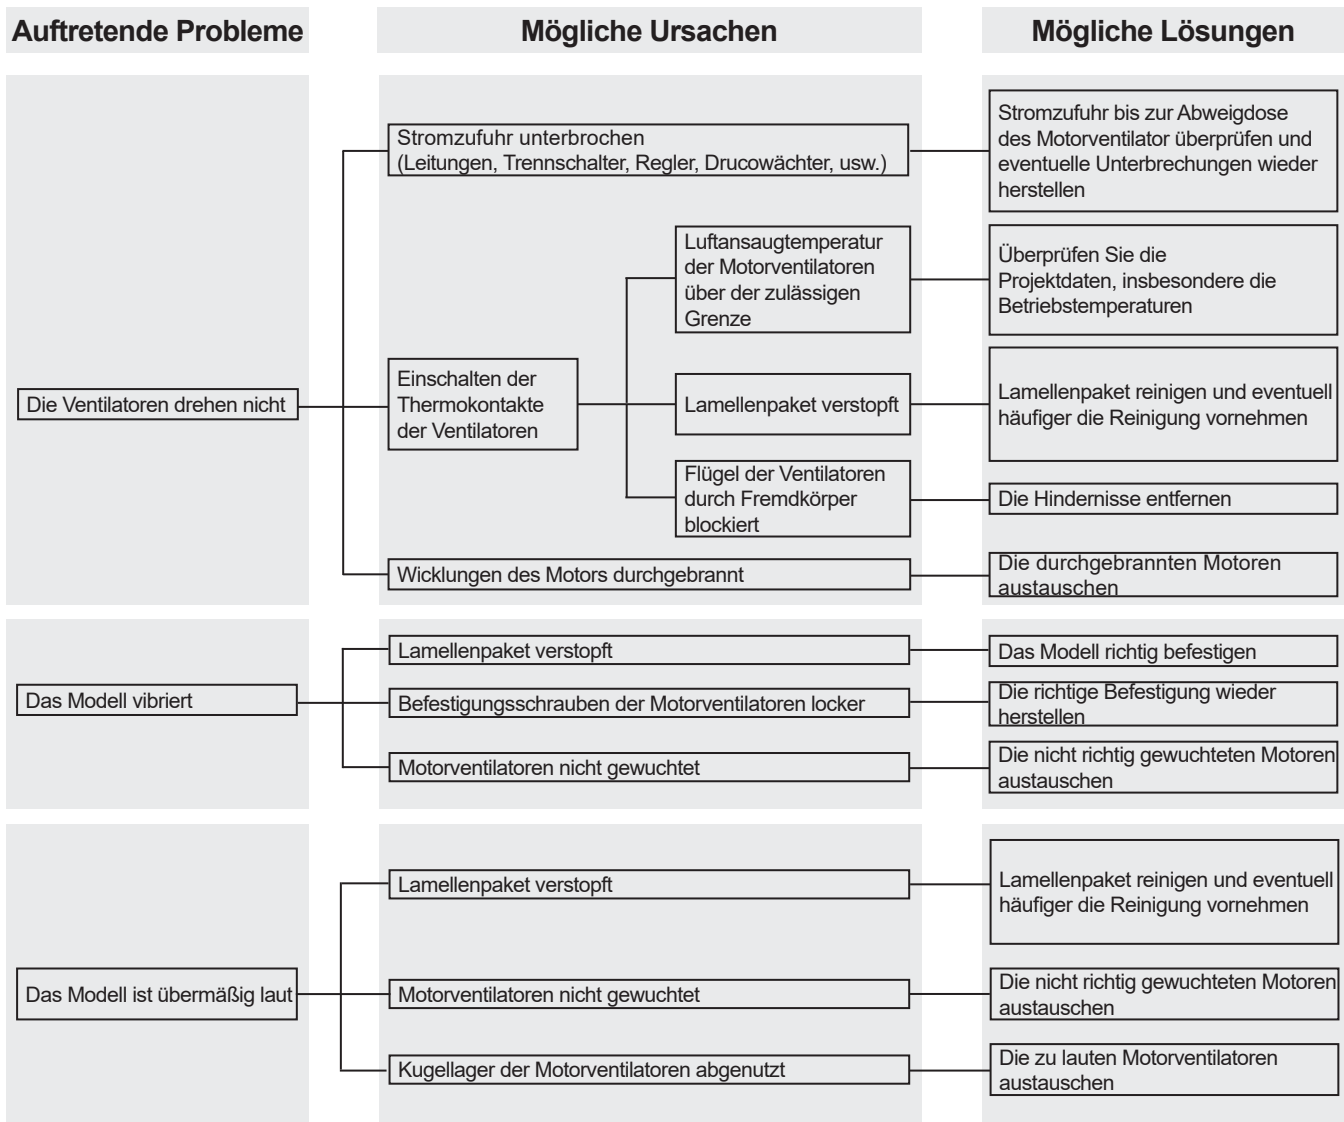 Auftretende Probleme
Mögliche Ursachen
Mögliche Lösungen
Die Ventilatoren drehen nicht
Stromzufuhr unterbrochen
(Leitungen, Trennschalter, Regler, Drucowächter, usw.)
Stromzufuhr bis zur Abweigdose
des Motorventilator überprüfen und
eventuelle Unterbrechungen wieder
herstellen
Einschalten der
Thermokontakte
der Ventilatoren
Luftansaugtemperatur
der Motorventilatoren
über der zulässigen
Grenze
Überprüfen Sie die
Projektdaten, insbesondere die
Betriebstemperaturen
Lamellenpaket verstopft
Lamellenpaket reinigen und eventuell
häufiger die Reinigung vornehmen
Flügel der Ventilatoren
durch Fremdkörper
blockiert
Die Hindernisse entfernen
Wicklungen des Motors durchgebrannt
Die durchgebrannten Motoren
austauschen
Das Modell vibriert
Lamellenpaket verstopft
Das Modell richtig befestigen
Befestigungsschrauben der Motorventilatoren locker
Die richtige Befestigung wieder
herstellen
Motorventilatoren nicht gewuchtet
Die nicht richtig gewuchteten Motoren
austauschen
Das Modell ist übermäßig laut
Lamellenpaket verstopft
Lamellenpaket reinigen und eventuell
häufiger die Reinigung vornehmen
Motorventilatoren nicht gewuchtet
Die nicht richtig gewuchteten Motoren
austauschen
Kugellager der Motorventilatoren abgenutzt
Die zu lauten Motorventilatoren
austauschen